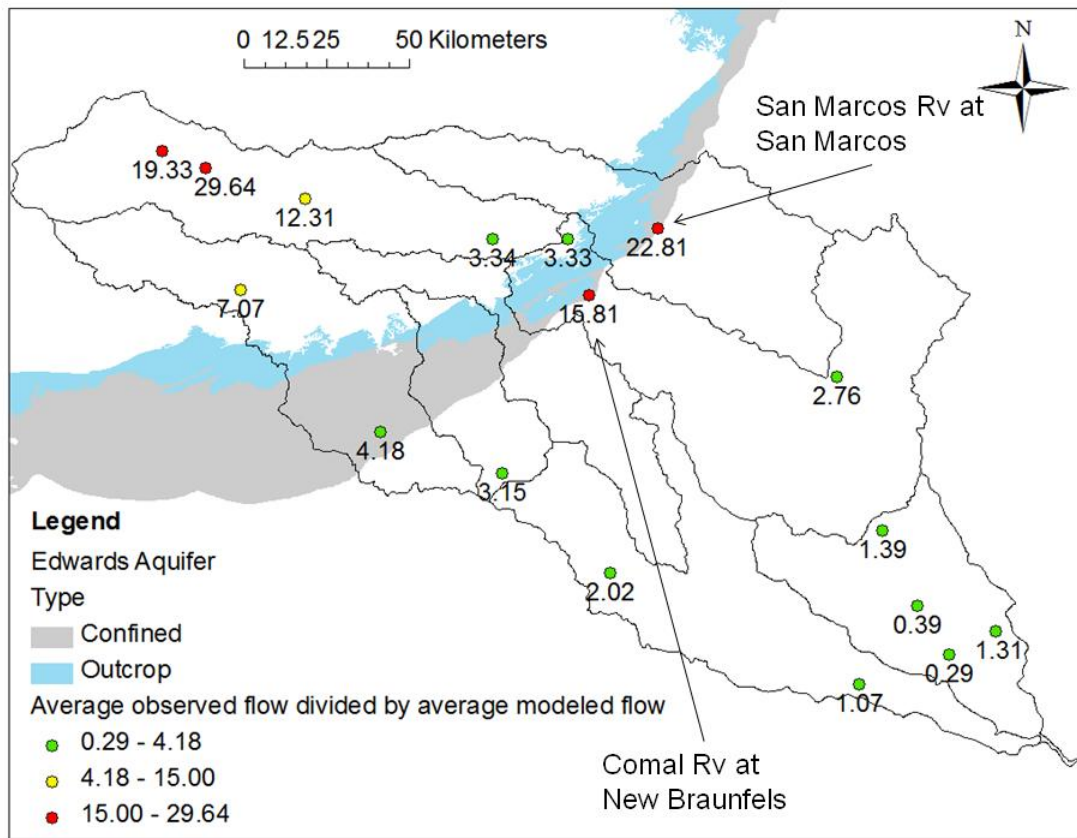 0 12.525 50 Kilometers
N
San Marcos Rv at
San Marcos
19.33
29.64
12.31
3.34
3.33
22.81
7.07
15.81
2.76
4.18
3.15
1.39
2.02
0.39
1.31
0.29
1.07
Legend
Edwards Aquifer
Type
Confined
Outcrop
Average observed flow divided by average modeled flow
0.29 - 4.18
4.18 - 15.00
15.00 - 29.64
Comal Rv at
New Braunfels